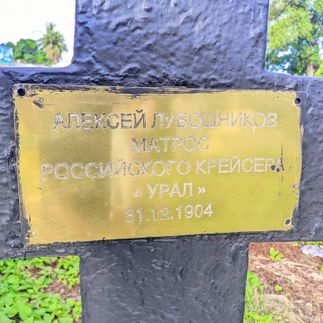 АЛЕКСЕЙ ЛУБОШНИКОВ
МАТРОС
РОССИЙСКОГО КРЕЙСЕРА
« УРАЛ »
31.12.1904